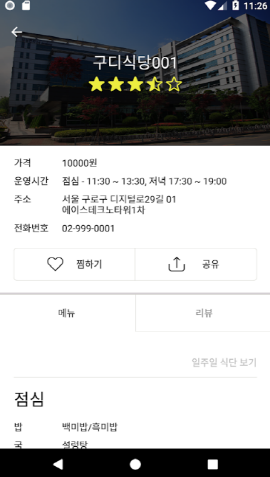 11:26
구디식당001
가격 10000원
운영시간 점심 - 11:30 ~ 13:30, 저녁 17:30 ~ 19:00
주소 서울 구로구 디지털로29길 01
에이스테크노타워1차
전화번호 02-999-0001
찜하기 공유
메뉴 리뷰
일주일 식단 보기
점심
밥 백미밥/흑미밥
국 설렁탕